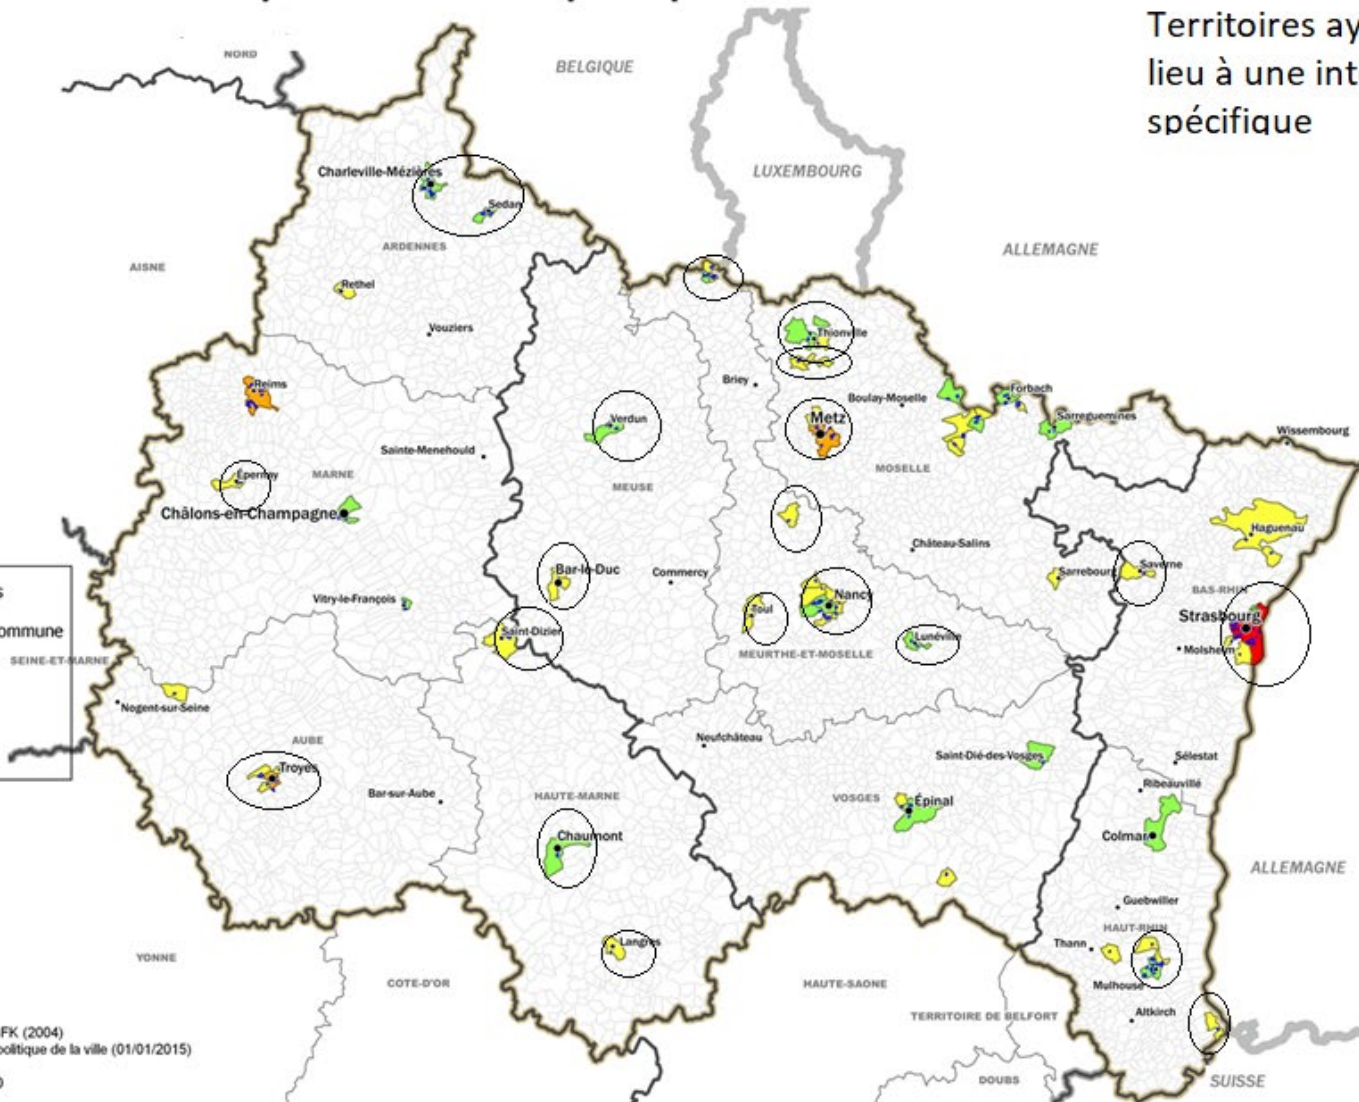 Territoires ay
lieu à une int
spécifique
NORD
BELGIQUE
LUXEMBOURG
ALLEMAGNE
Charleville-Mézières
Sedan
ARDENNES
AISNE
Rethel
Vouziers
Thionville
Briey
Reims
Boulay-Moselle
Forbach
Verdun
Metz
Sarreguemines
Wissembourg
Sainte-Menehould
Épernay
MARNE
MOSELLE
MEUSE
Châlons-en-Champagne
Haguenau
Château-Salins
Bar-le-Duc
Commercy
Sarrebourg
Saverne
BAS-RHIN
Vitry-le-François
Nancy
Toul
Strasbourg
Saint-Dizier
Lunéville
Molsheim
MEURTHE-ET-MOSELLE
s
ommune
SEINE-ET-MARNE
Nogent-sur-Seine
AUBE
Neufchâteau
Saint-Dié-des-Vosges
Sélestat
Troyes
Ribeauvillé
Bar-sur-Aube
HAUTE-MARNE
VOSGES
Épinal
Chaumont
Colmar
ALLEMAGNE
Guebwiller
HAUT-RHIN
Langres
Thann
YONNE
COTE-D'OR
HAUTE-SAONE
Mulhouse
TERRITOIRE DE BELFORT
Altkirch
FK (2004)
politique de la ville (01/01/2015)
DOUBS
SUISSE